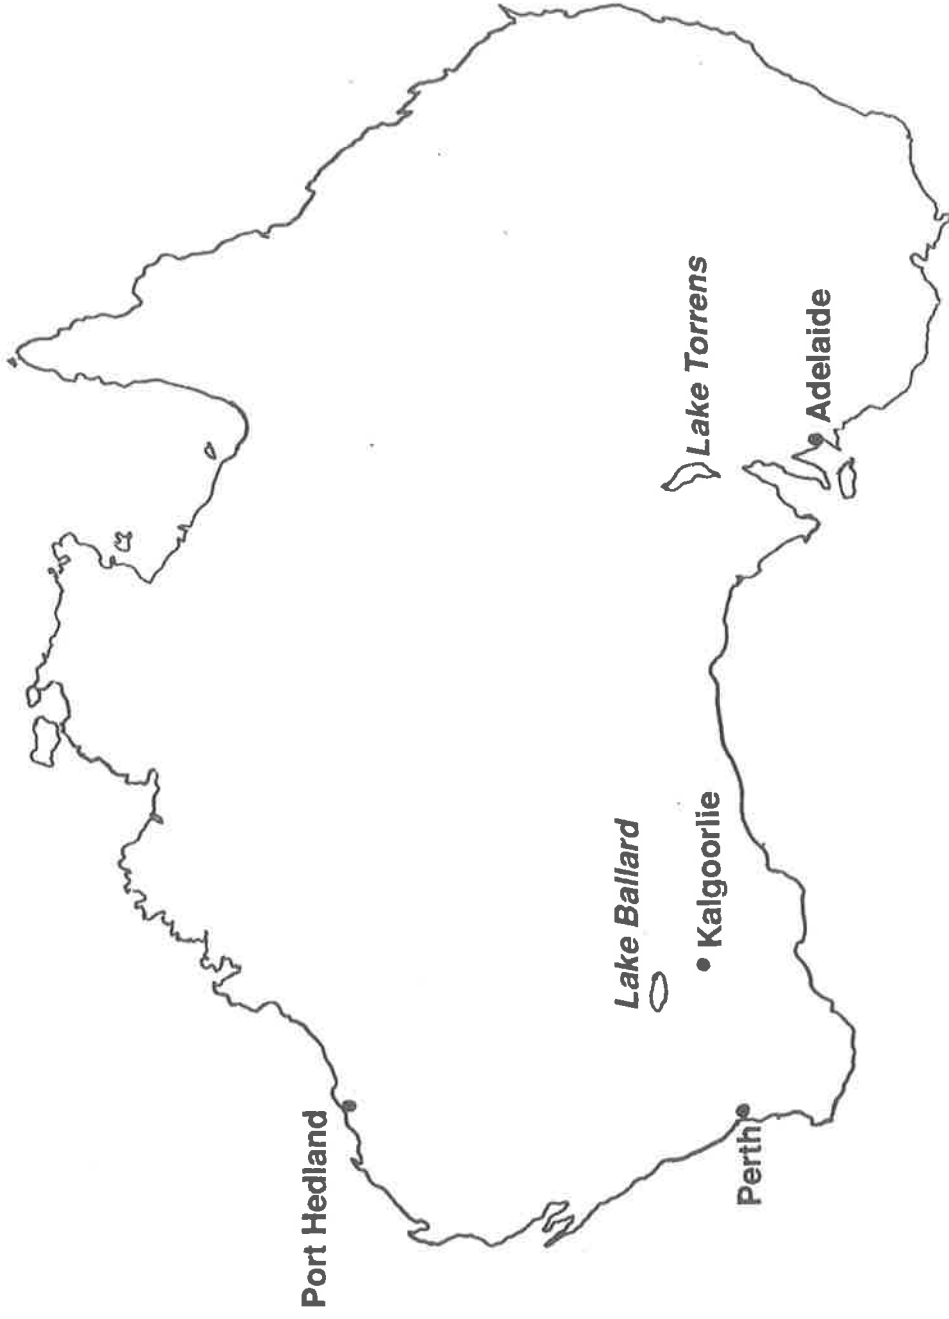 Port Hedland
Lake Ballard
Lake Torrens
Kalgoorlie
Perth
Adelaide